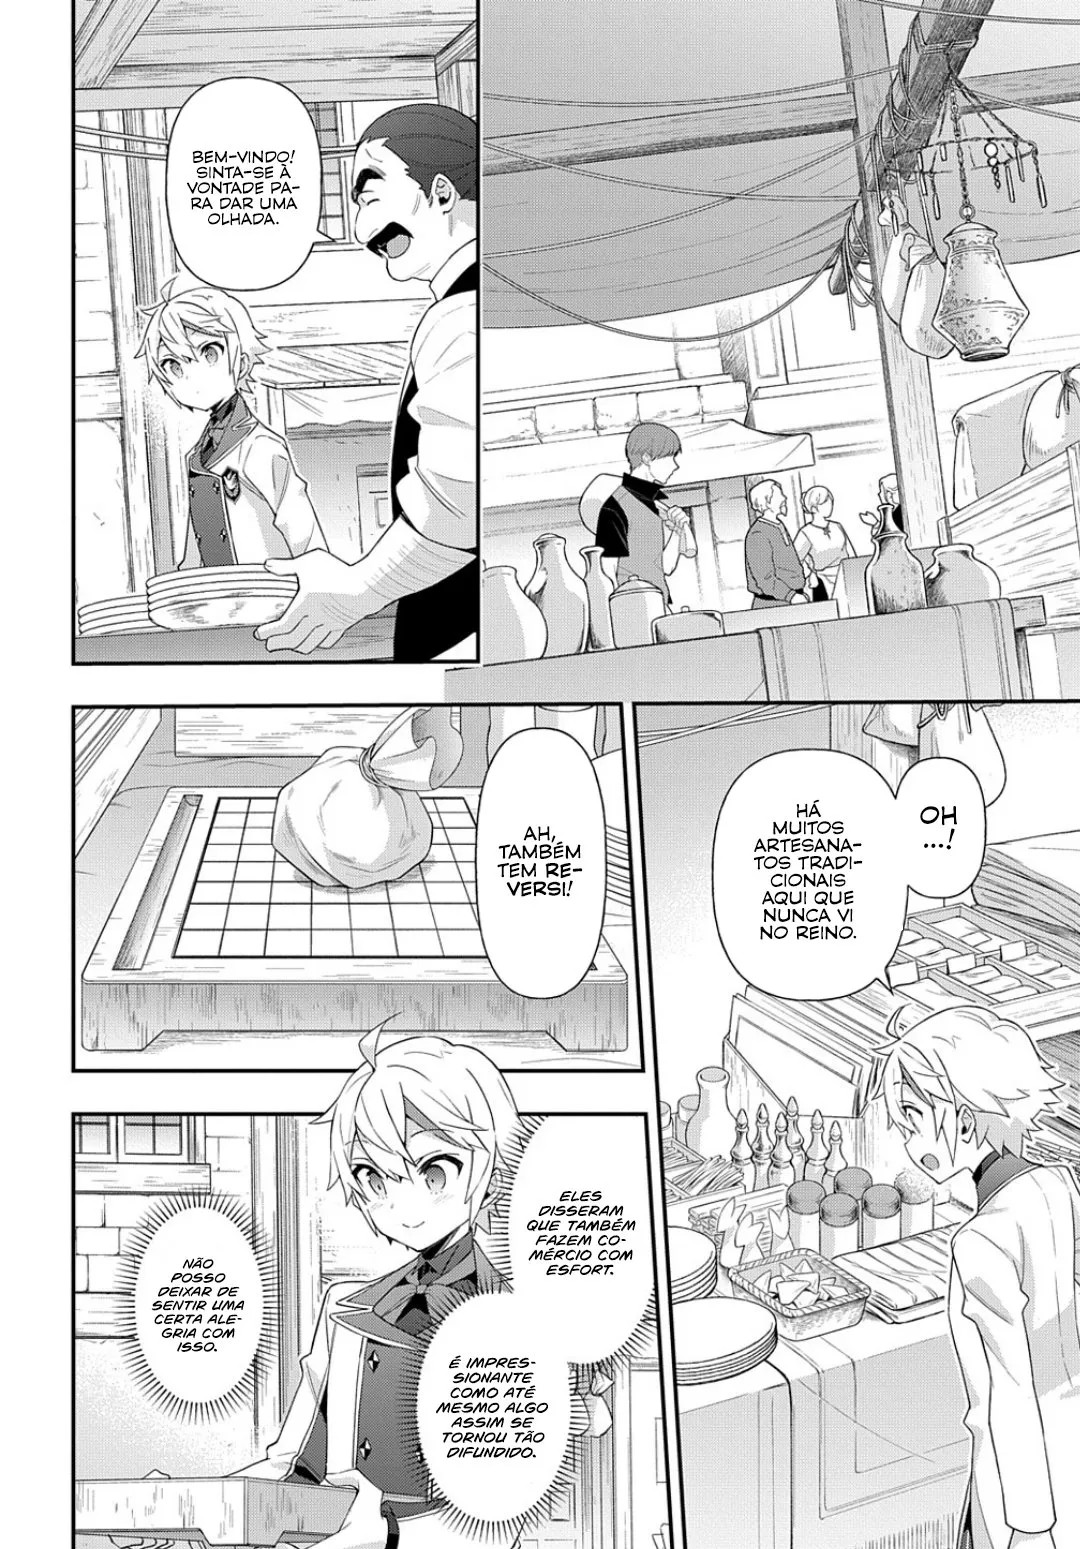 BEM-VINDO!
SINTA-SE À
VONTADE PA-
RA DAR UMA
OLHADA.
OH
...!
HÁ
MUITOS
ARTESANA-
TOS TRADI-
CIONAIS
AQUI QUE
NUNCA VI
NO REINO.
AH,
TAMBÉM
TEM RE-
VERSI!
ELES
DISSERAM
QUE TAMBÉM
FAZEM CO-
MÉRCIO COM
ESFORT.
É IMPRES-
SIONANTE
COMO ATÉ
MESMO ALGO
ASSIM SE
TORNOU TÃO
DIFUNDIDO.
NÃO
POSSO
DEIXAR DE
SENTIR UMA
CERTA ALE-
GRIA COM
ISSO.